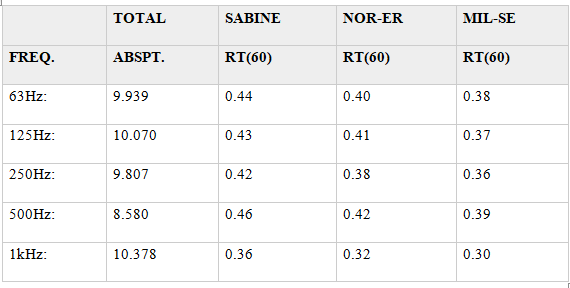 TOTAL SABINE NOR-ER MIL-SE
FREQ. ABSPT. RT(60) RT(60) RT(60)
63Hz: 9.939 0.44 0.40 0.38
125Hz: 10.070 0.43 0.41 0.37
250Hz: 9.807 0.42 0.38 0.36
500Hz: 8.580 0.46 0.42 0.39
1kHz: 10.378 0.36 0.32 0.30